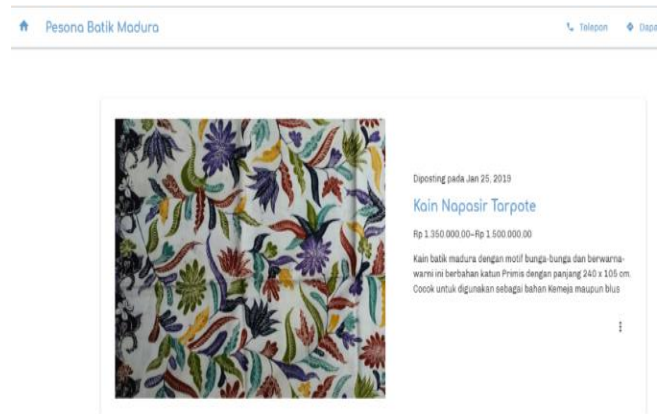 Pesona Batik Madura
Telepon
Dapa
Diposting pada Jan 25, 2019
Kain Napasir Tarpote
Rp 1.350.000,00–Rp 1.500.000,00
Kain batik madura dengan motif bunga-bunga dan berwarna-
warni ini berbahan katun Primis dengan panjang 240 x 105 cm.
Cocok untuk digunakan sebagai bahan Kemeja maupun blus